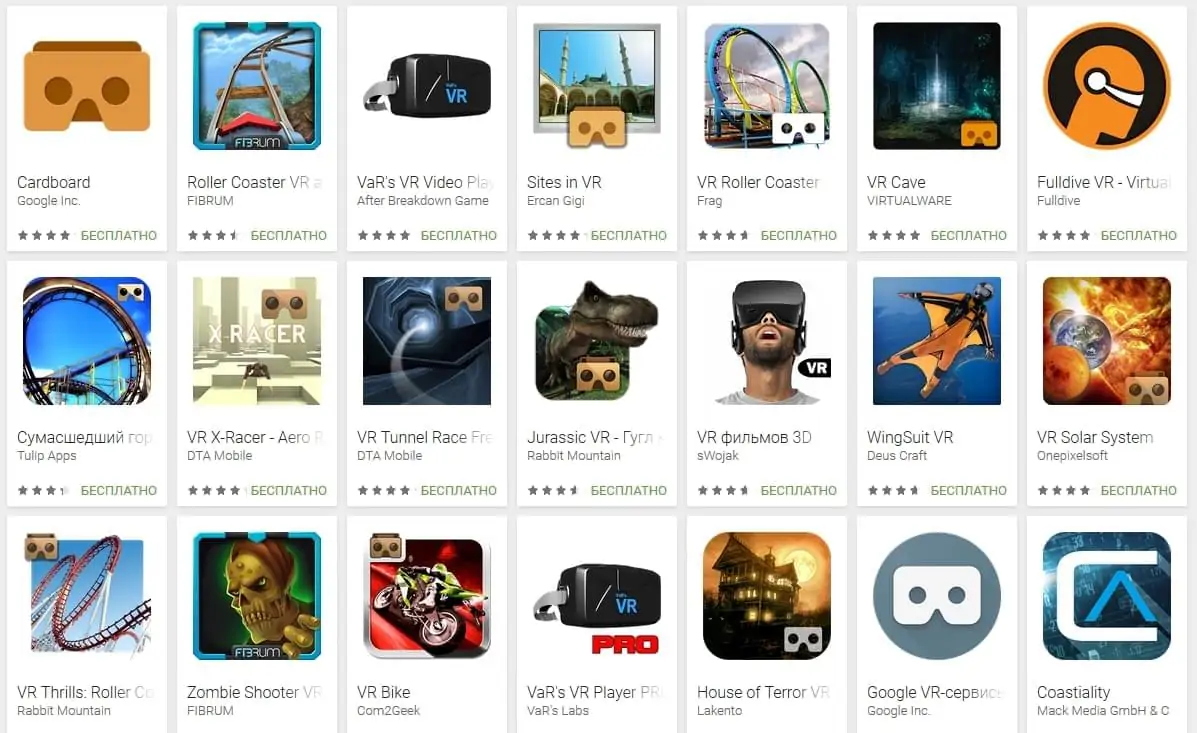 FIBRUM
VaR's
VR
Cardboard
Roller Coaster VR a
VaR's VR Video Play
Sites in VR
VR Roller Coaster
VR Cave
Fulldive VR - Virtual
Google Inc.
FIBRUM
After Breakdown Game
Ercan Gigi
Frag
VIRTUALWARE
Fulldive
БЕСПЛАТНО
БЕСПЛАТНО
БЕСПЛАТНО
БЕСПЛАТНО
БЕСПЛАТНО
БЕСПЛАТНО
БЕСПЛАТНО
X-RACER
VR
Сумасшедший гор
VR X-Racer - Aero R
VR Tunnel Race Fre
Jurassic VR - Гугл к
VR фильмов 3D
WingSuit VR
VR Solar System
Tulip Apps
DTA Mobile
DTA Mobile
Rabbit Mountain
sWojak
Deus Craft
Onepixelsoft
БЕСПЛАТНО
БЕСПЛАТНО
БЕСПЛАТНО
БЕСПЛАТНО
БЕСПЛАТНО
БЕСПЛАТНО
БЕСПЛАТНО
FIBRUM
VaR's
VR
PRO
VR Thrills: Roller Co
Zombie Shooter VR
VR Bike
VaR's VR Player PR
House of Terror VR
Google VR-сервисы
Coastiality
Rabbit Mountain
FIBRUM
Com2Geek
VaR's Labs
Lakento
Google Inc.
Mack Media GmbH & C